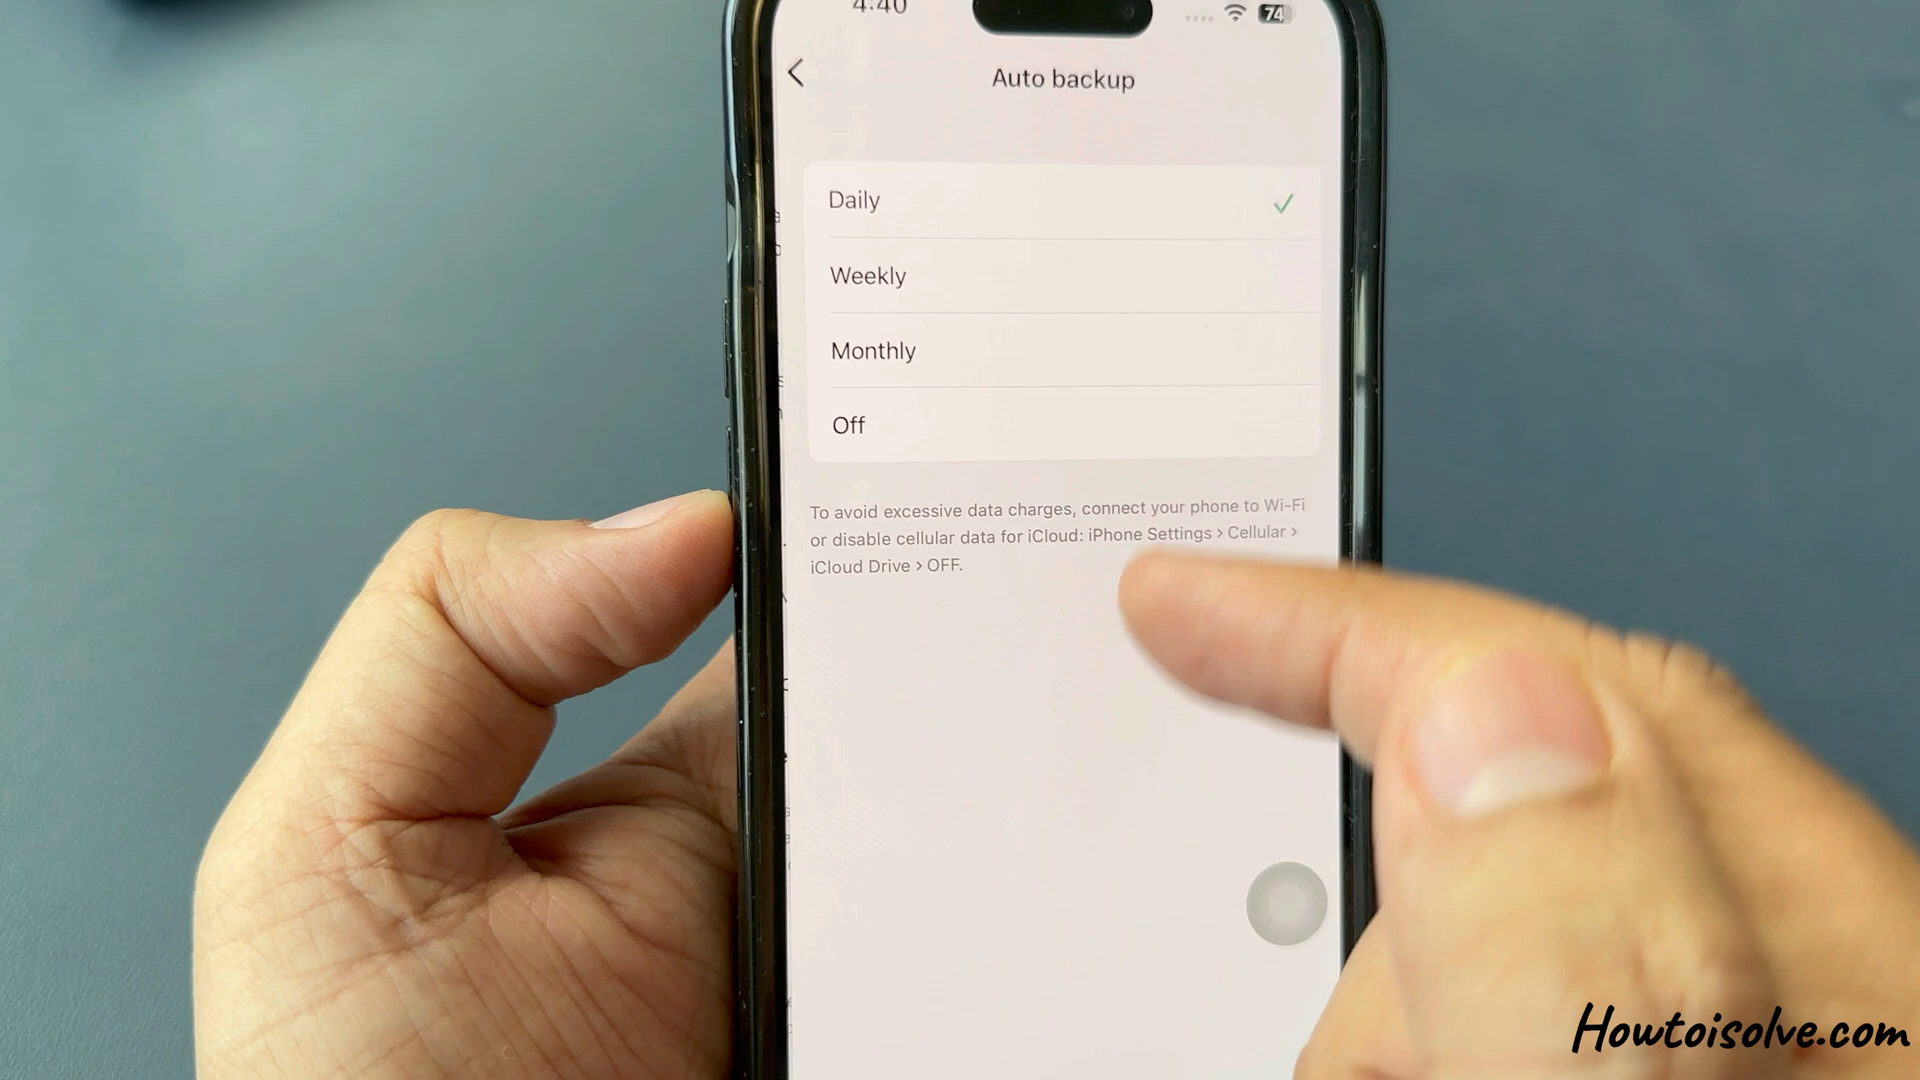 4:40
74
Auto backup
Daily
Weekly
Monthly
Off
To avoid excessive data charges, connect your phone to Wi-Fi
or disable cellular data for iCloud: iPhone Settings › Cellular ›
iCloud Drive › OFF.
Howtoisolve.com